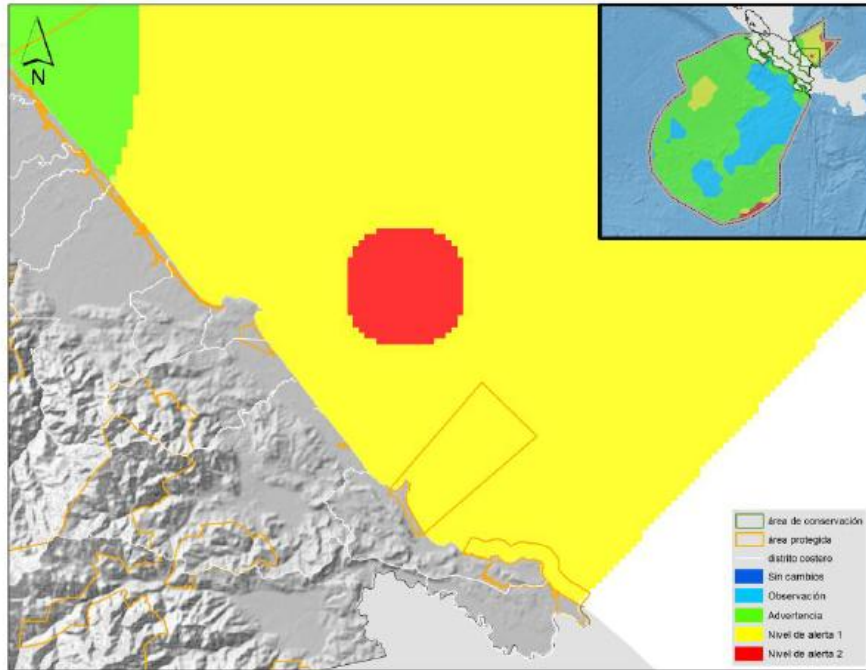 N
área de conservación
área protegida
distrito costero
Sin cambios
Observación
Advertencia
Nivel de alerta 1
Nivel de alerta 2